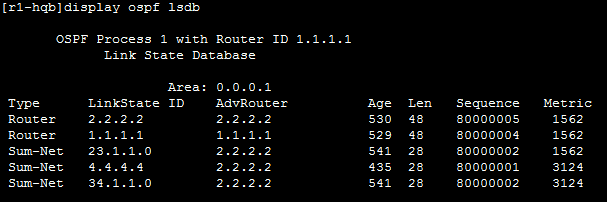 [r1-hqb]display ospf lsdb
OSPF Process 1 with Router ID 1.1.1.1
Link State Database
Area: 0.0.0.1
Type LinkState ID AdvRouter Age Len Sequence Metric
Router 2.2.2.2 2.2.2.2 530 48 80000005 1562
Router 1.1.1.1 1.1.1.1 529 48 80000004 1562
Sum-Net 23.1.1.0 2.2.2.2 541 28 80000002 1562
Sum-Net 4.4.4.4 2.2.2.2 435 28 80000001 3124
Sum-Net 34.1.1.0 2.2.2.2 541 28 80000002 3124